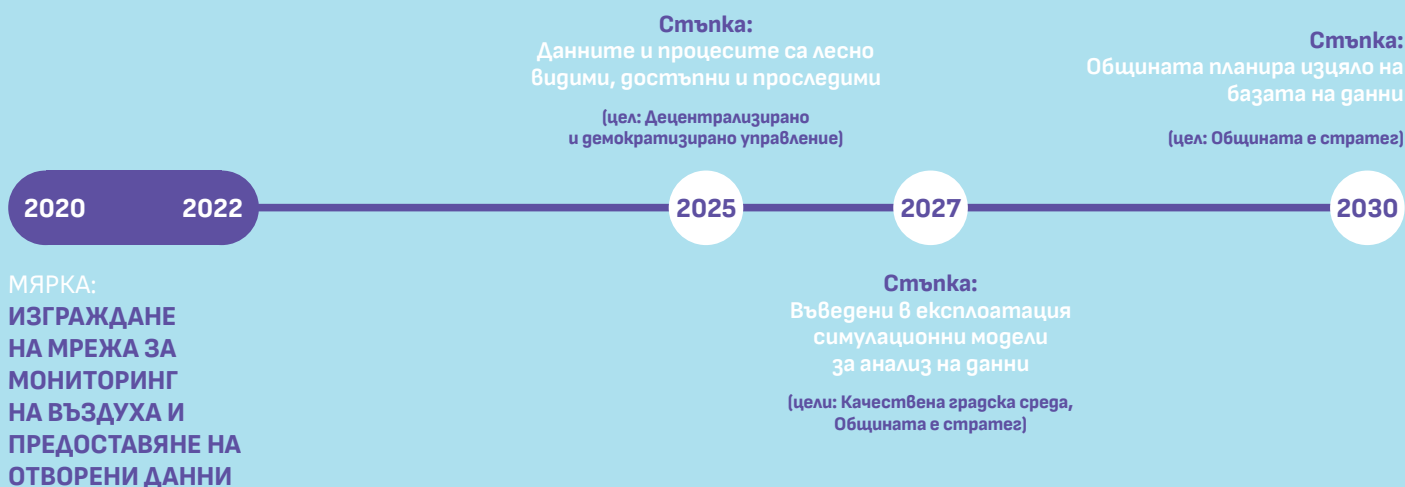 Стъпка:
Данните и процесите са лесно
видими, достъпни и проследими
(цел: Децентрализирано
и демократизирано управление)
Стъпка:
Общината планира изцяло на
базата на данни
(цел: Общината е стратег)
2020 2022 2025 2027 2030
МЯРКА:
ИЗГРАЖДАНЕ
НА МРЕЖА ЗА
МОНИТОРИНГ
НА ВЪЗДУХА И
ПРЕДОСТАВЯНЕ НА
ОТВОРЕНИ ДАННИ
Стъпка:
Въведени в експлоатация
симулационни модели
за анализ на данни
(цели: Качествена градска среда,
Общината е стратег)